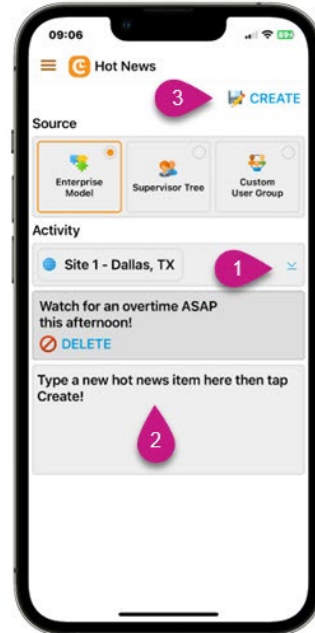 09:06
Hot News
3
CREATE
Source
Enterprise
Model
Supervisor Tree
Custom
User Group
Activity
Site 1 - Dallas, TX
1
Watch for an overtime ASAP
this afternoon!
DELETE
Type a new hot news item here then tap
Create!
2